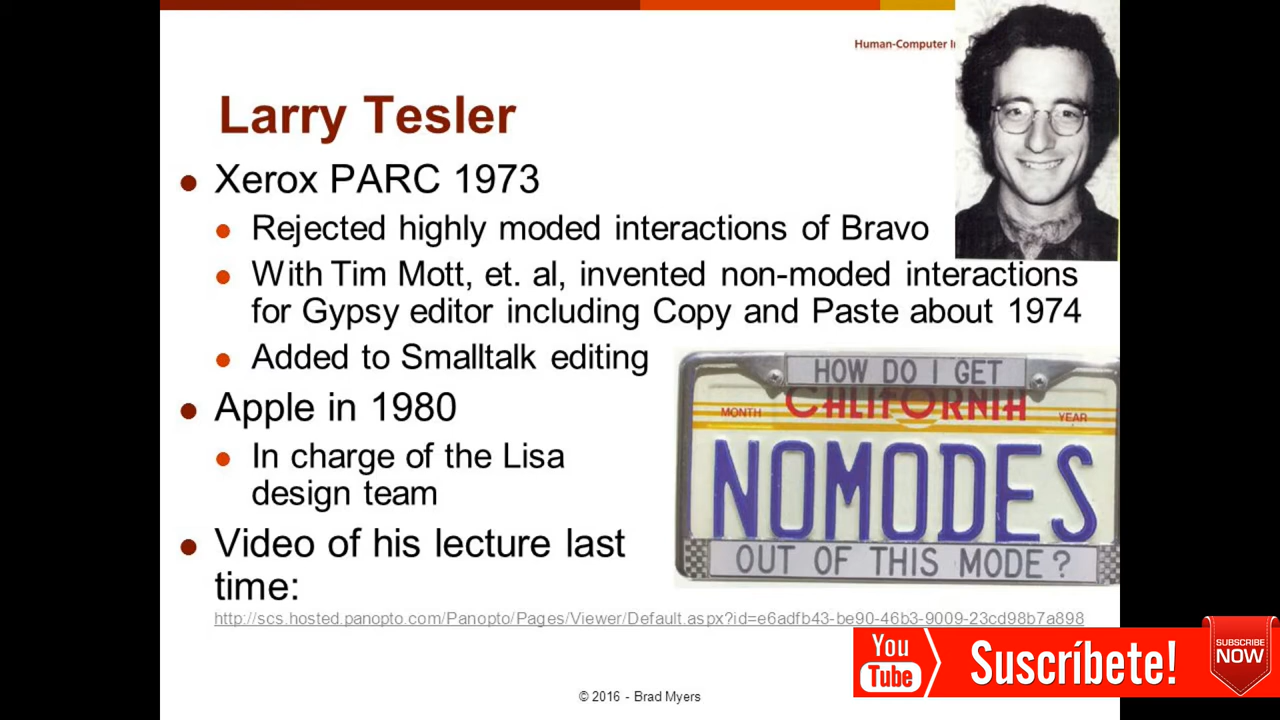 Human-Computer I
Larry Tesler
Xerox PARC 1973
Rejected highly moded interactions of Bravo
With Tim Mott, et. al, invented non-moded interactions
for Gypsy editor including Copy and Paste about 1974
Added to Smalltalk editing
Apple in 1980
In charge of the Lisa
design team
Video of his lecture last
time:
http://scs.hosted.panopto.com/Panopto/Pages/Viewer/Default.aspx?id=e6adfb43-be90-46b3-9009-23cd98b7a898
HOW DO I GET
CALIFORNIA
MONTH
YEAR
NOMODES
OUT OF THIS MODE?
You
Tube
Suscríbete!
SUBSCRIBE
NOW
© 2016 - Brad Myers